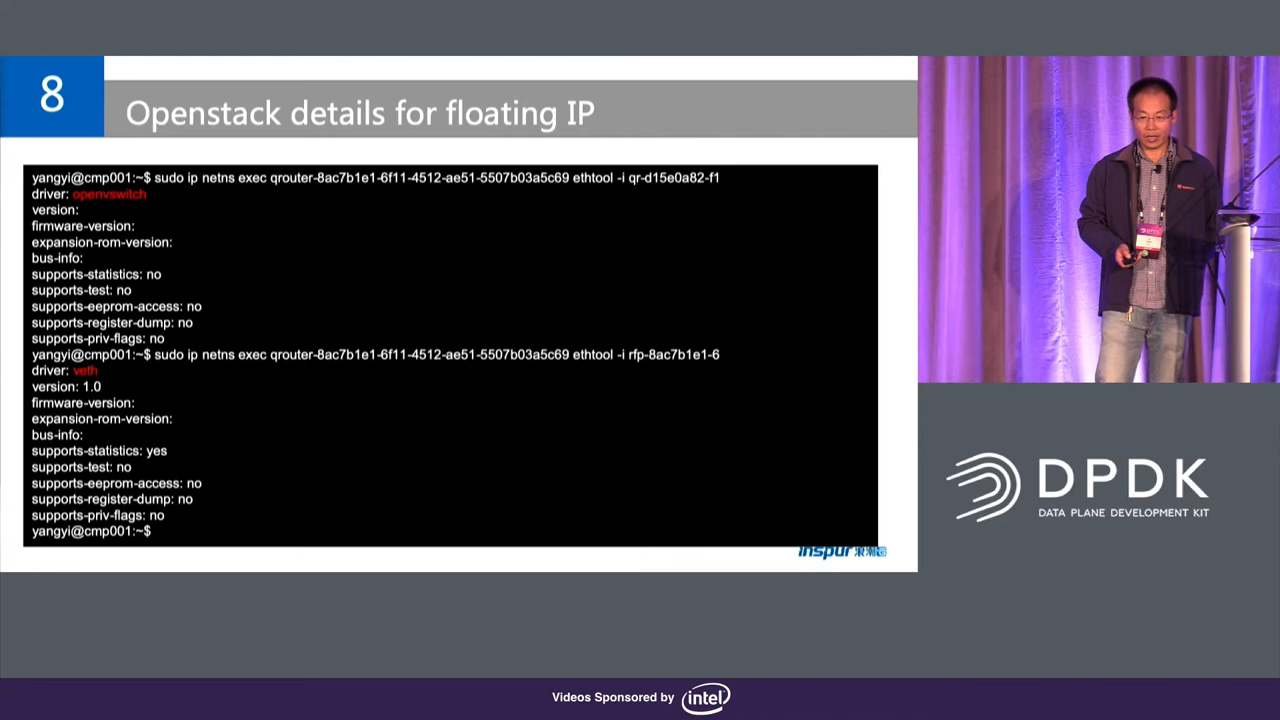 8
Openstack details for floating IP
yangyi@cmp001:~$ sudo ip netns exec qrouter-8ac7b1e1-6f11-4512-ae51-5507b03a5c69 ethtool -i qr-d15e0a82-f1
driver: openvswitch
version:
firmware-version:
expansion-rom-version:
bus-info:
supports-statistics: no
supports-test: no
supports-eeprom-access: no
supports-register-dump: no
supports-priv-flags: no
yangyi@cmp001:~$ sudo ip netns exec qrouter-8ac7b1e1-6f11-4512-ae51-5507b03a5c69 ethtool -i rfp-8ac7b1e1-6
driver: veth
version: 1.0
firmware-version:
expansion-rom-version:
bus-info:
supports-statistics: yes
supports-test: no
supports-eeprom-access: no
supports-register-dump: no
supports-priv-flags: no
yangyi@cmp001:~$
inspur
DPDK
DATA PLANE DEVELOPMENT KIT
Videos Sponsored by intel